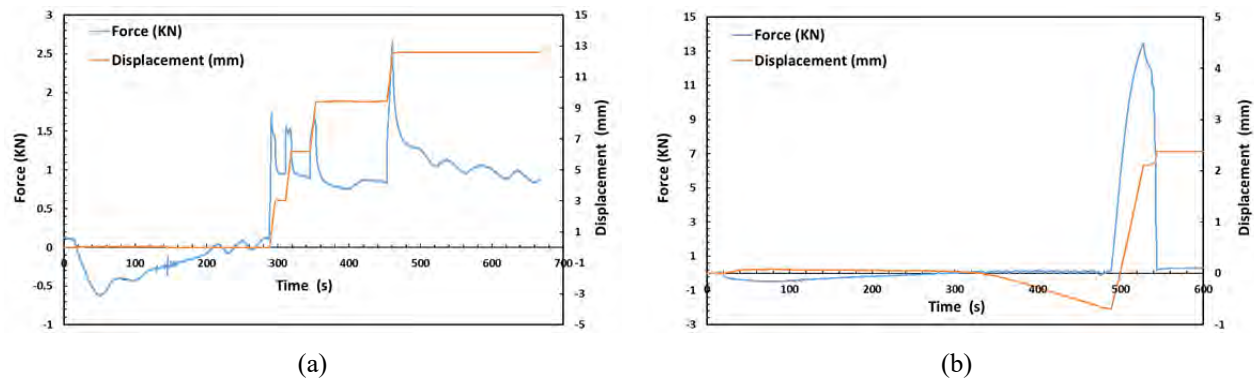 3
2.5
2
1.5
1
0.5
0
-0.5
-1
Force (KN)
Force (KN)
Displacement (mm)
0 100 200 300 400 500 600 700
Time (s)
15
13
11
9
7
5
3
1
-1
-3
-5
Displacement (mm)
(a)
15
13
11
9
7
5
3
1
-1
-3
Force (KN)
Force (KN)
Displacement (mm)
0 100 200 300 400 500 600
Time (s)
5
4
3
2
1
0
-1
Displacement (mm)
(b)